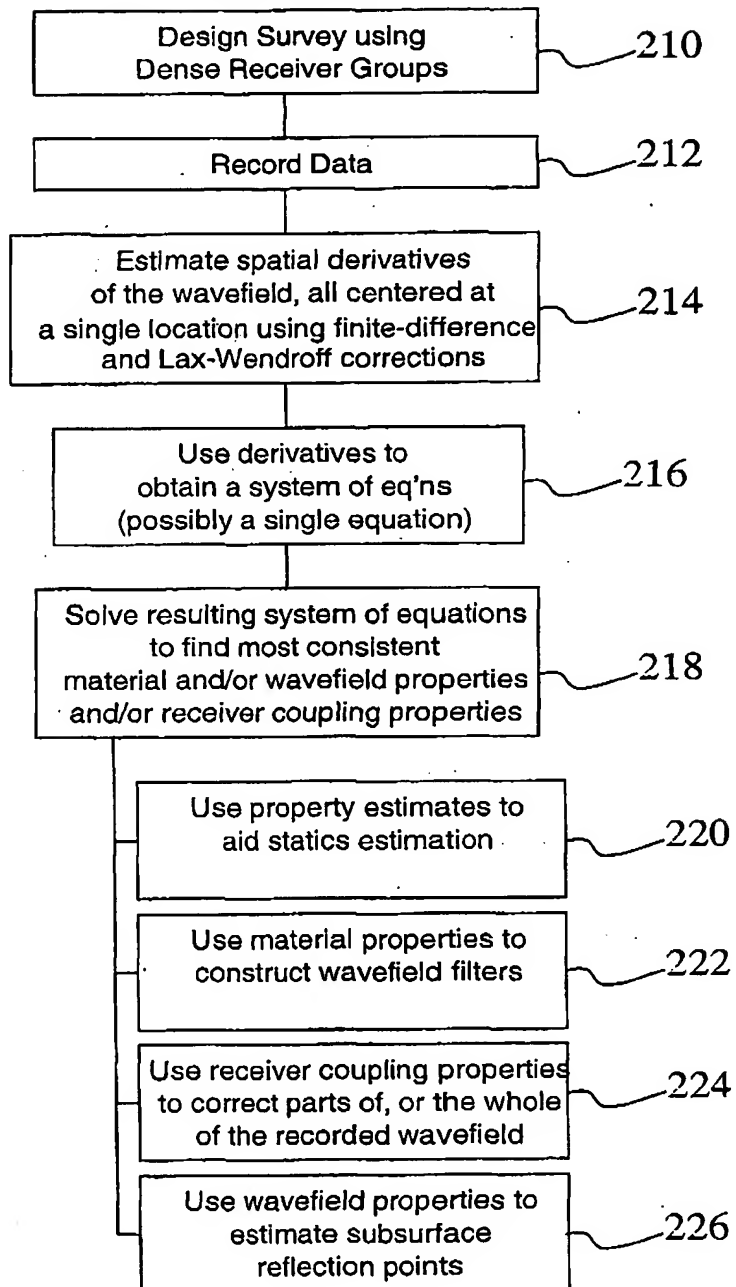 Design Survey using
Dense Receiver Groups
210
Record Data
212
Estimate spatial derivatives
of the wavefield, all centered at
a single location using finite-difference
and Lax-Wendroff corrections
214
Use derivatives to
obtain a system of eq'ns
(possibly a single equation)
216
Solve resulting system of equations
to find most consistent
material and/or wavefield properties
and/or receiver coupling properties
218
Use property estimates to
aid statics estimation
220
Use material properties to
construct wavefield filters
222
Use receiver coupling properties
to correct parts of, or the whole
of the recorded wavefield
224
Use wavefield properties to
estimate subsurface
reflection points
226